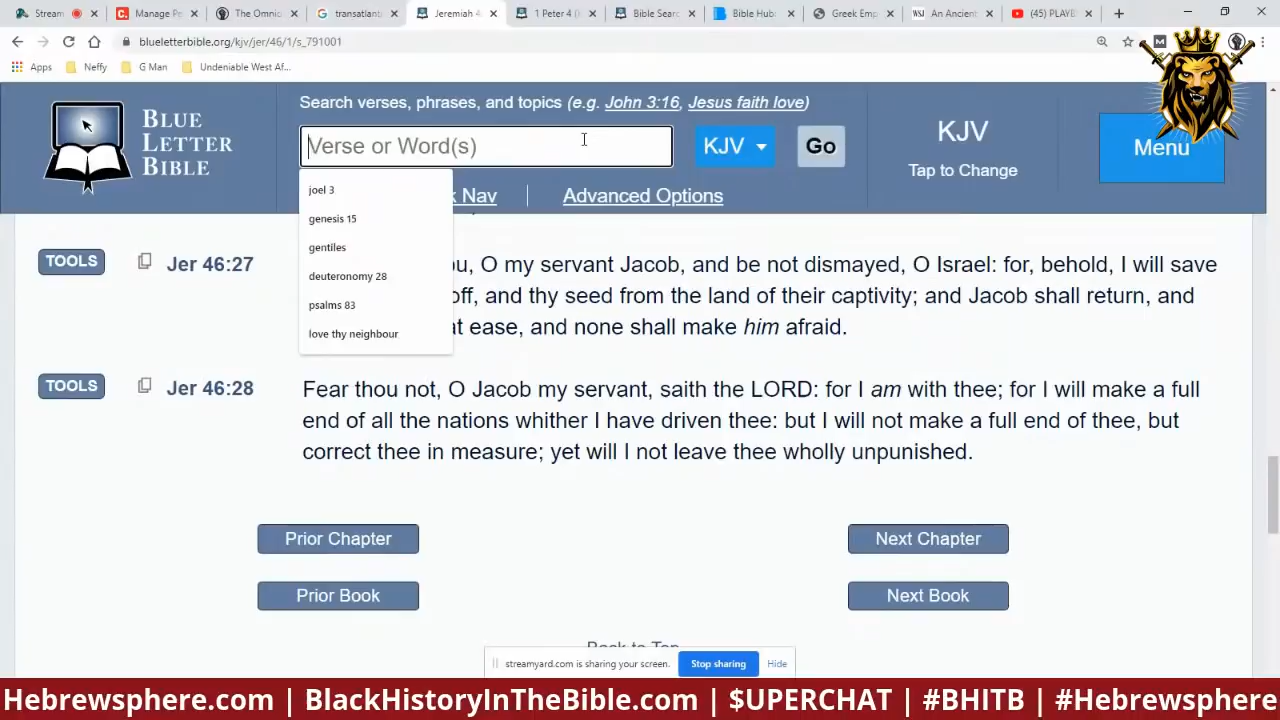 Stream
Manage Pe
The Omnic
transatlanti
Jeremiah 4
1 Peter 4 (K
Bible Sear
Bible Hub
Greek Emp
WSJ An Ancient
(45) PLAYE
blueletterbible.org/kjv/jer/46/1/s_791001
Apps Neffy G Man Undeniable West Af...
BLUE
LETTER
BIBLE
Search verses, phrases, and topics (e.g. John 3:16, Jesus faith love)
Verse or Word(s)
KJV
Go
k Nav | Advanced Options
KJV
Tap to Change
Menu
joel 3
genesis 15
gentiles
deuteronomy 28
psalms 83
love thy neighbour
TOOLS Jer 46:27 ou, O my servant Jacob, and be not dismayed, O Israel: for, behold, I will save
off, and thy seed from the land of their captivity; and Jacob shall return, and
at ease, and none shall make him afraid.
TOOLS Jer 46:28 Fear thou not, O Jacob my servant, saith the LORD: for I am with thee; for I will make a full
end of all the nations whither I have driven thee: but I will not make a full end of thee, but
correct thee in measure; yet will I not leave thee wholly unpunished.
Prior Chapter Next Chapter
Prior Book Next Book
Back to Top
streamyard.com is sharing your screen. Stop sharing Hide
Hebrewsphere.com | BlackHistoryInTheBible.com | $UPERCHAT | #BHITB | #Hebrewsphere